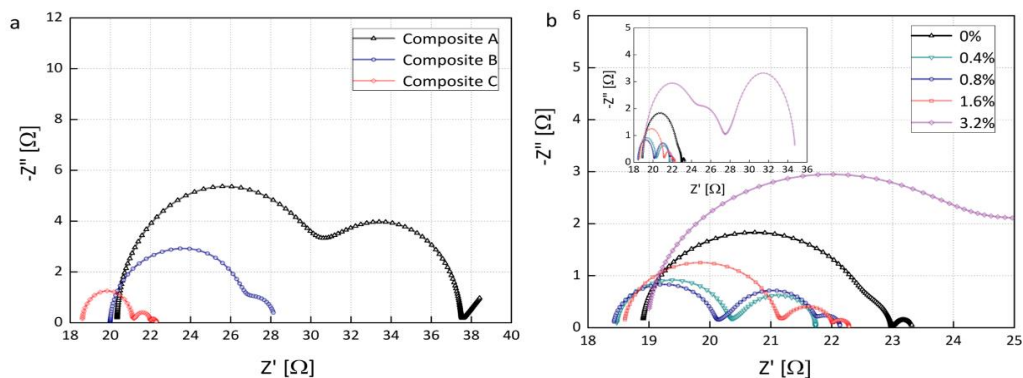 a
12
10
8
6
4
2
0
-Z" [Ω]
18 20 22 24 26 28 30 32 34 36 38 40
Z' [Ω]
Composite A
Composite B
Composite C
b
6
5
4
3
2
1
0
-Z" [Ω]
18 19 20 21 22 23 24 25
Z' [Ω]
5
4
3
2
1
0
-Z" [Ω]
18 20 22 24 26 28 30 32 34 36
Z' [Ω]
0%
0.4%
0.8%
1.6%
3.2%